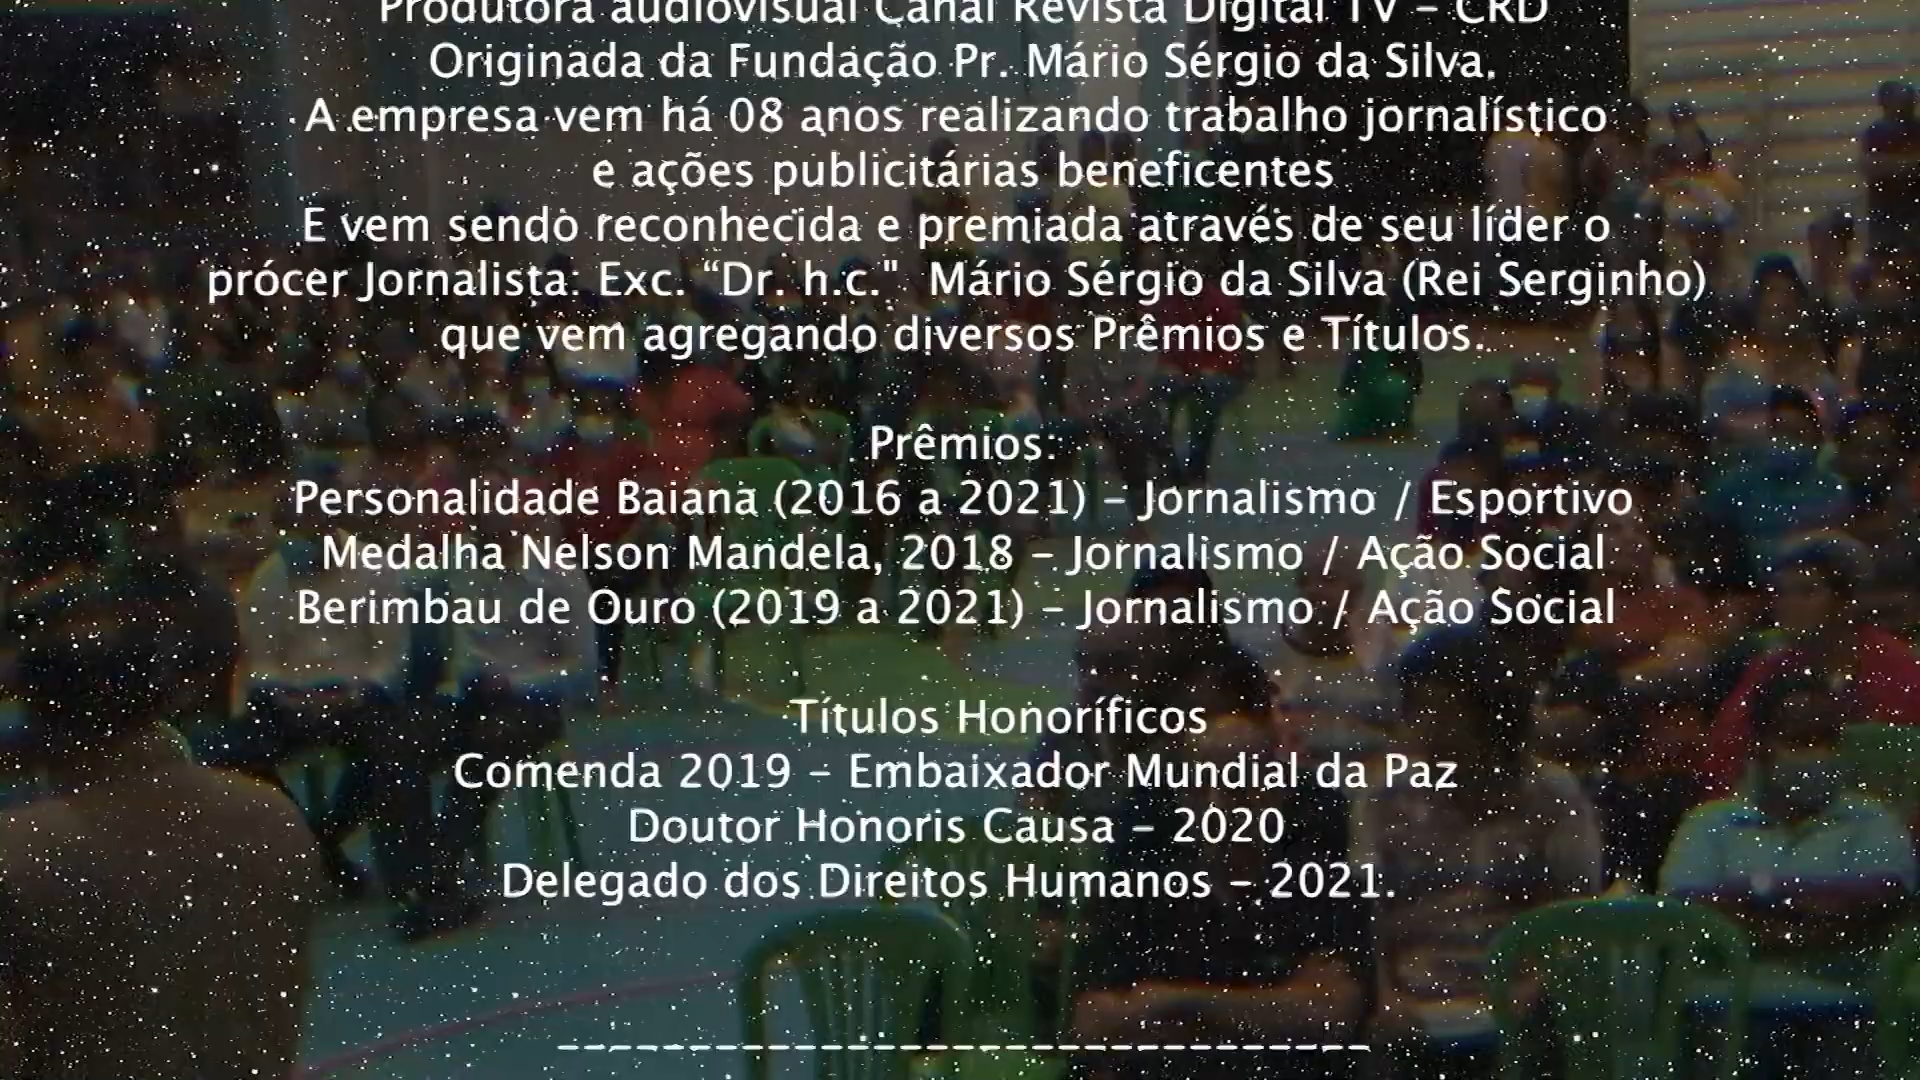 Produtora audiovisual Canal Revista Digital TV – CRD
Originada da Fundação Pr. Mário Sérgio da Silva.
A empresa vem há 08 anos realizando trabalho jornalístico
e ações publicitárias beneficentes
E vem sendo reconhecida e premiada através de seu líder o
prócer Jornalista: Exc. “Dr. h.c." Mário Sérgio da Silva (Rei Serginho)
que vem agregando diversos Prêmios e Títulos.
Prêmios:
Personalidade Baiana (2016 a 2021) – Jornalismo / Esportivo
Medalha Nelson Mandela, 2018 – Jornalismo / Ação Social
Berimbau de Ouro (2019 a 2021) – Jornalismo / Ação Social
Títulos Honoríficos
Comenda 2019 – Embaixador Mundial da Paz
Doutor Honoris Causa – 2020
Delegado dos Direitos Humanos – 2021.